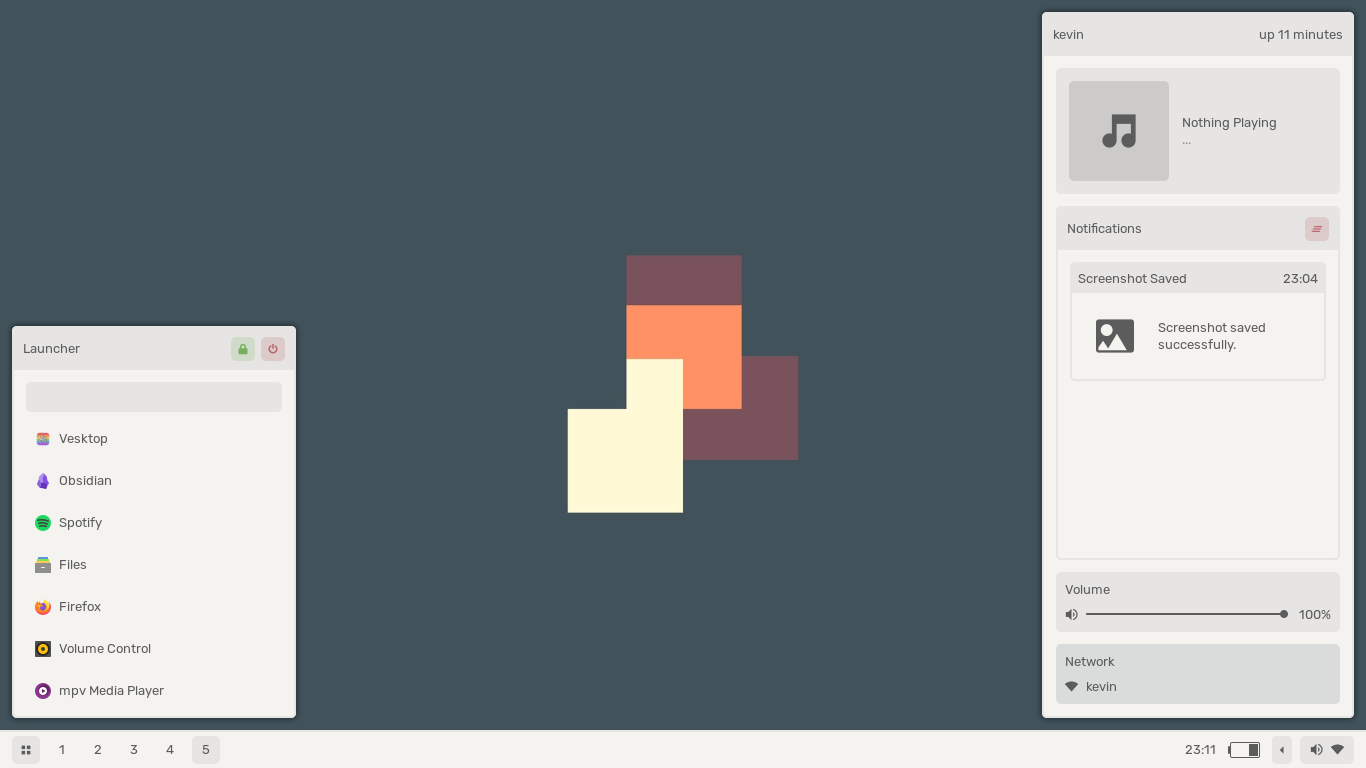 kevin up 11 minutes
Nothing Playing
...
Notifications
Screenshot Saved 23:04
Screenshot saved
successfully.
Volume
100%
Network
kevin
Launcher
Vesktop
Obsidian
Spotify
Files
Firefox
Volume Control
mpv Media Player
1 2 3 4 5 23:11